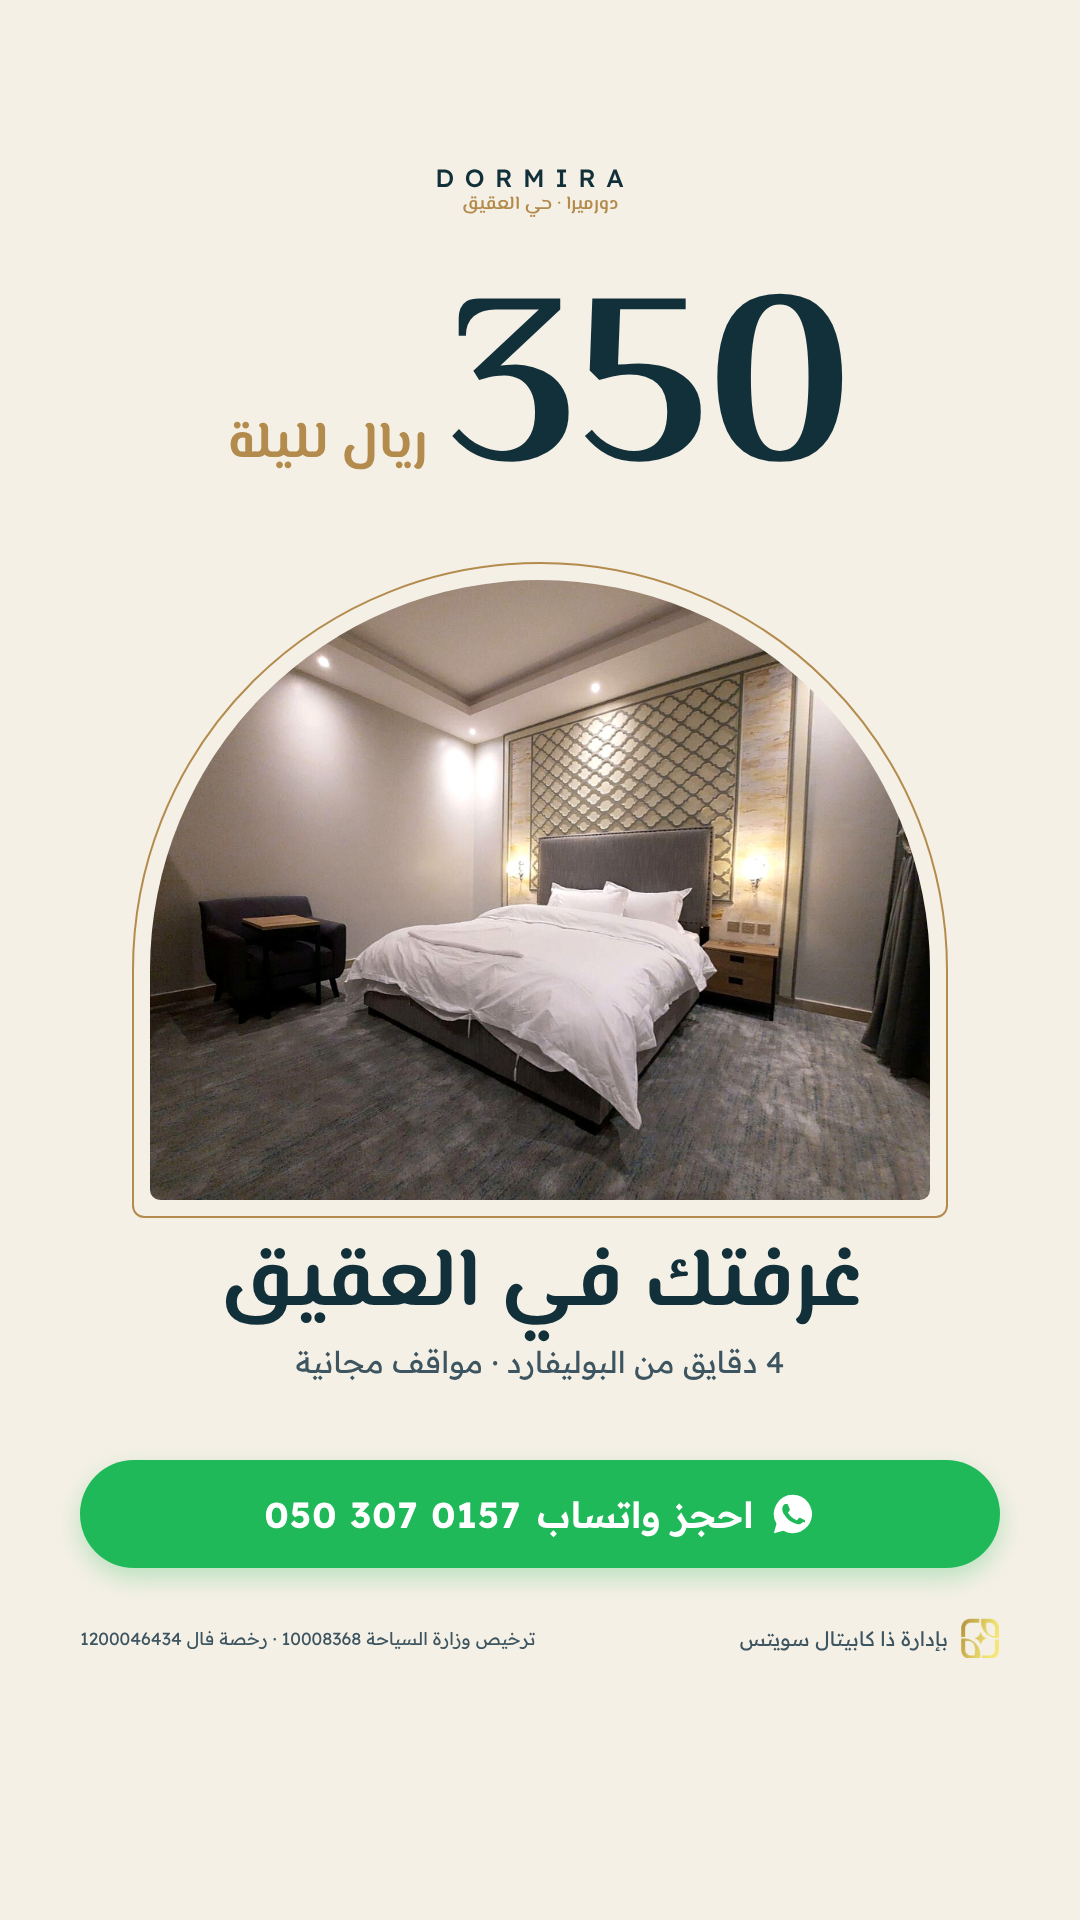 DORMIRA
دورميرا · حي العقيق
350 ريال لليلة
غرفتك في العقيق
4 دقايق من البوليفارد · مواقف مجانية
احجز واتساب 050 307 0157
بإدارة ذا كابيتال سويتس
ترخيص وزارة السياحة 10008368 · رخصة فال 1200046434